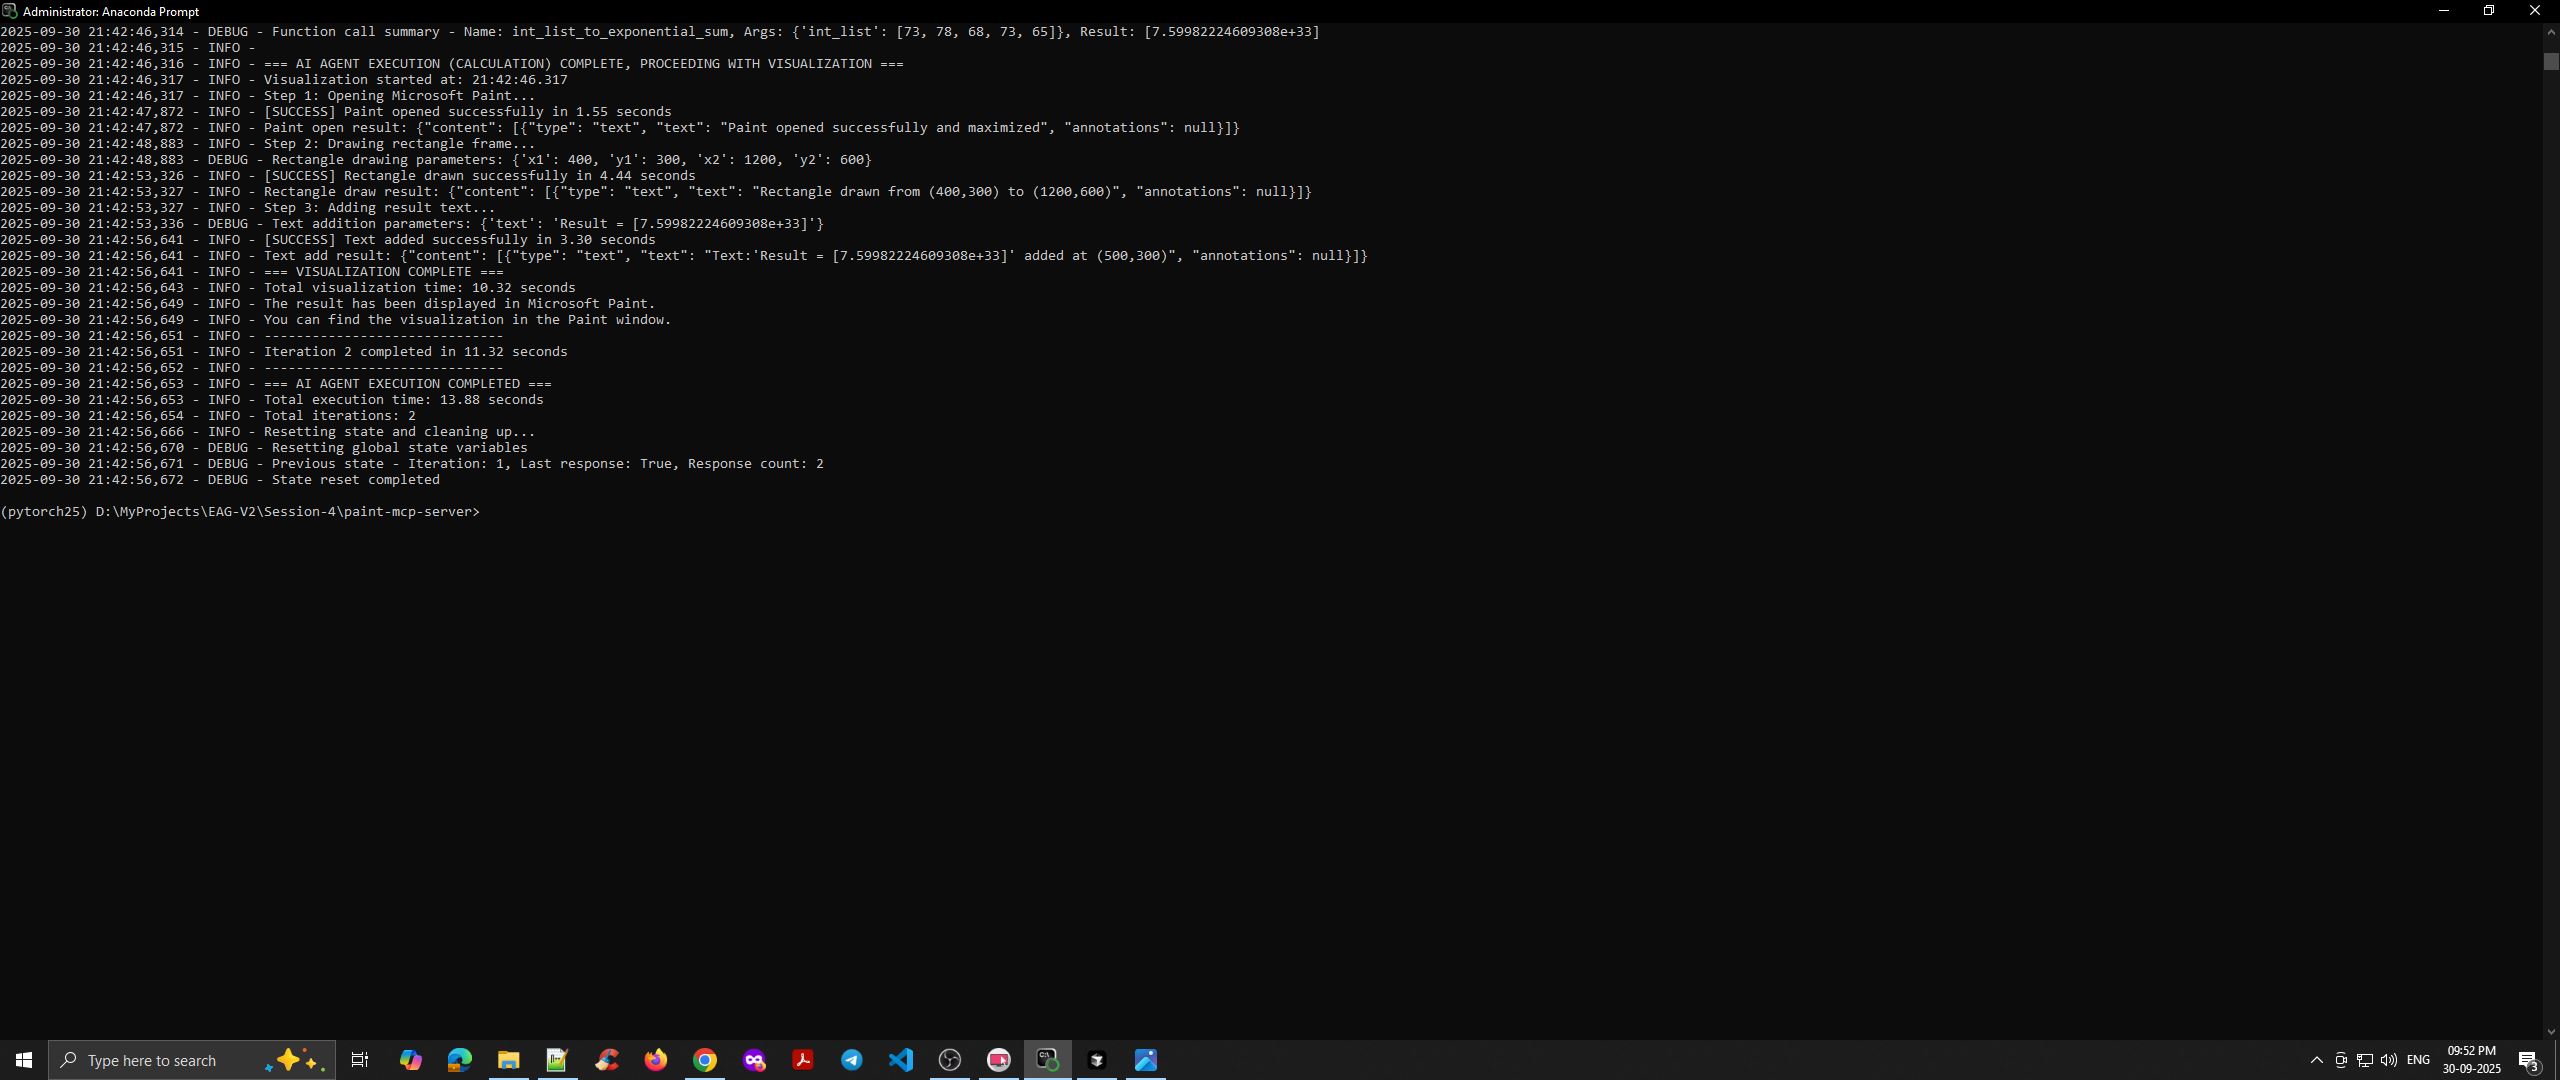 Administrator: Anaconda Prompt
2025-09-30 21:42:46,314 - DEBUG - Function call summary - Name: int_list_to_exponential_sum, Args: {'int_list': [73, 78, 68, 73, 65]}, Result: [7.59982224609308e+33]
2025-09-30 21:42:46,315 - INFO -
2025-09-30 21:42:46,316 - INFO - === AI AGENT EXECUTION (CALCULATION) COMPLETE, PROCEEDING WITH VISUALIZATION ===
2025-09-30 21:42:46,317 - INFO - Visualization started at: 21:42:46.317
2025-09-30 21:42:46,317 - INFO - Step 1: Opening Microsoft Paint...
2025-09-30 21:42:47,872 - INFO - [SUCCESS] Paint opened successfully in 1.55 seconds
2025-09-30 21:42:47,872 - INFO - Paint open result: {"content": [{"type": "text", "text": "Paint opened successfully and maximized", "annotations": null}]}
2025-09-30 21:42:48,883 - INFO - Step 2: Drawing rectangle frame...
2025-09-30 21:42:48,883 - DEBUG - Rectangle drawing parameters: {'x1': 400, 'y1': 300, 'x2': 1200, 'y2': 600}
2025-09-30 21:42:53,326 - INFO - [SUCCESS] Rectangle drawn successfully in 4.44 seconds
2025-09-30 21:42:53,327 - INFO - Rectangle draw result: {"content": [{"type": "text", "text": "Rectangle drawn from (400,300) to (1200,600)", "annotations": null}]}
2025-09-30 21:42:53,327 - INFO - Step 3: Adding result text...
2025-09-30 21:42:53,336 - DEBUG - Text addition parameters: {'text': 'Result = [7.59982224609308e+33]'}
2025-09-30 21:42:56,641 - INFO - [SUCCESS] Text added successfully in 3.30 seconds
2025-09-30 21:42:56,641 - INFO - Text add result: {"content": [{"type": "text", "text": "Text:'Result = [7.59982224609308e+33]' added at (500,300)", "annotations": null}]}
2025-09-30 21:42:56,641 - INFO - === VISUALIZATION COMPLETE ===
2025-09-30 21:42:56,643 - INFO - Total visualization time: 10.32 seconds
2025-09-30 21:42:56,649 - INFO - The result has been displayed in Microsoft Paint.
2025-09-30 21:42:56,649 - INFO - You can find the visualization in the Paint window.
2025-09-30 21:42:56,651 - INFO - ------------------------------
2025-09-30 21:42:56,651 - INFO - Iteration 2 completed in 11.32 seconds
2025-09-30 21:42:56,652 - INFO - ------------------------------
2025-09-30 21:42:56,653 - INFO - === AI AGENT EXECUTION COMPLETED ===
2025-09-30 21:42:56,653 - INFO - Total execution time: 13.88 seconds
2025-09-30 21:42:56,654 - INFO - Total iterations: 2
2025-09-30 21:42:56,666 - INFO - Resetting state and cleaning up...
2025-09-30 21:42:56,670 - DEBUG - Resetting global state variables
2025-09-30 21:42:56,671 - DEBUG - Previous state - Iteration: 1, Last response: True, Response count: 2
2025-09-30 21:42:56,672 - DEBUG - State reset completed
(pytorch25) D:\MyProjects\EAG-V2\Session-4\paint-mcp-server>
Type here to search
ENG
09:52 PM
30-09-2025
3